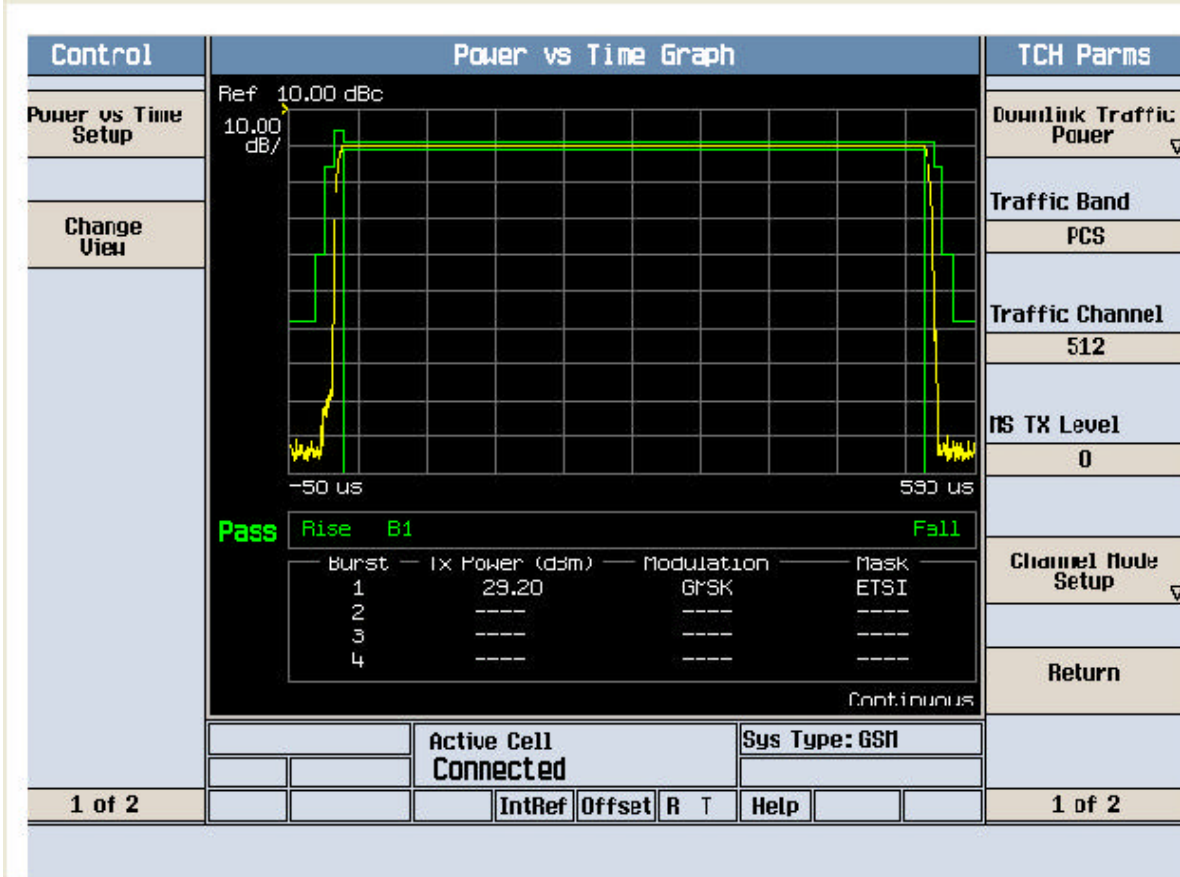 Control
Power vs Time Graph
TCH Parms
Power vs Time
Setup
Change
View
1 of 2
Ref 10.00 dBc
10.00
dB/
-50 us
590 us
Pass
Rise B1 Fall
Burst Tx Power (dBm) Modulation Mask
1 29.20 GMSK ETSI
2 ---- ---- ----
3 ---- ---- ----
4 ---- ---- ----
Continuous
Active Cell
Connected
Sys Type: GSM
IntRef Offset R T Help
Downlink Traffic
Power
Traffic Band
PCS
Traffic Channel
512
MS TX Level
0
Channel Mode
Setup
Return
1 of 2